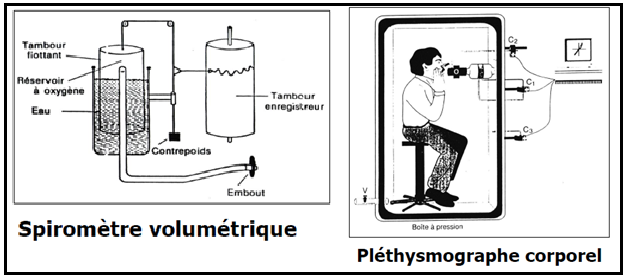 Tambour
flottant
Réservoir
à oxygène
Eau
Tambour
enregistreur
Contrepoids
Embout
Spiromètre volumétrique
C2
C1
C3
V
Boîte à pression
Pléthysmographe corporel